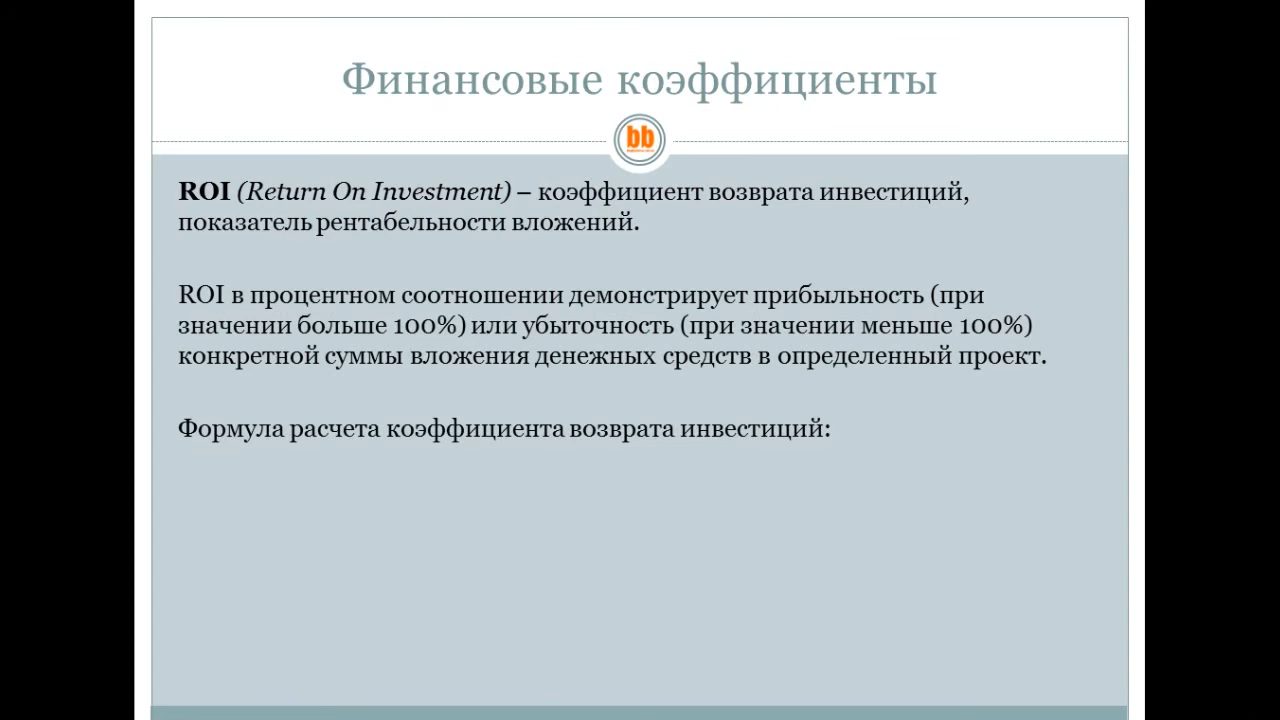 Финансовые коэффициенты
bb
ROI (Return On Investment) – коэффициент возврата инвестиций,
показатель рентабельности вложений.
ROI в процентном соотношении демонстрирует прибыльность (при
значении больше 100%) или убыточность (при значении меньше 100%)
конкретной суммы вложения денежных средств в определенный проект.
Формула расчета коэффициента возврата инвестиций: